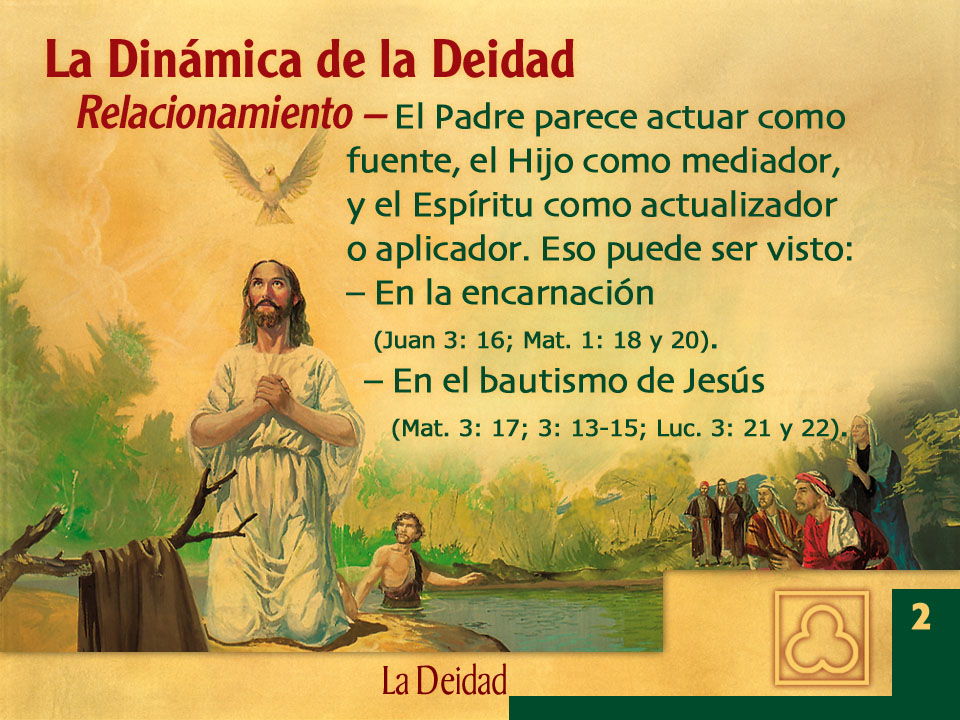 La Dinámica de la Deidad
Relacionamiento – El Padre parece actuar como
fuente, el Hijo como mediador,
y el Espíritu como actualizador
o aplicador. Eso puede ser visto:
– En la encarnación
(Juan 3: 16; Mat. 1: 18 y 20).
– En el bautismo de Jesús
(Mat. 3: 17; 3: 13-15; Luc. 3: 21 y 22).
2
La Deidad